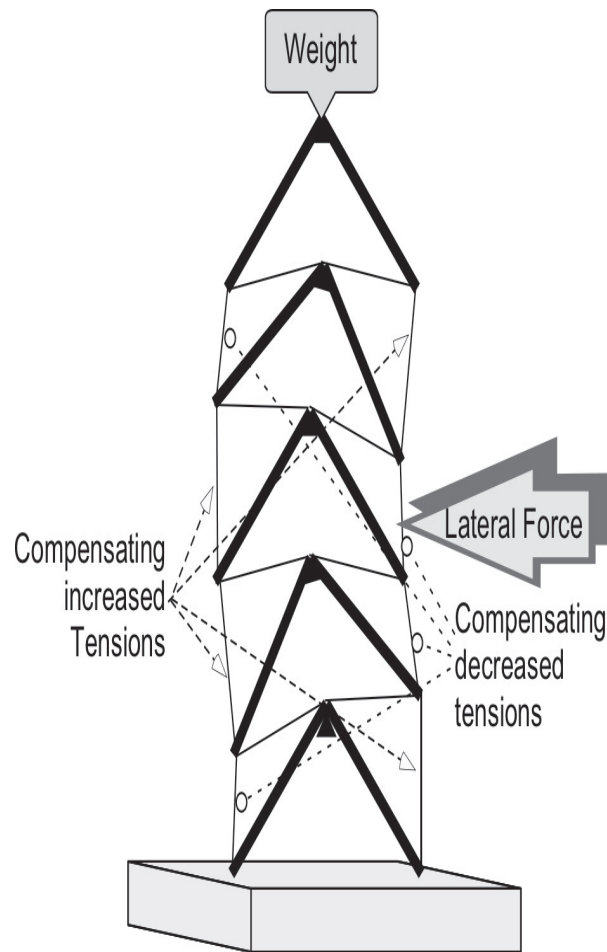 Weight
Lateral Force
Compensating
increased
Tensions
Compensating
decreased
tensions